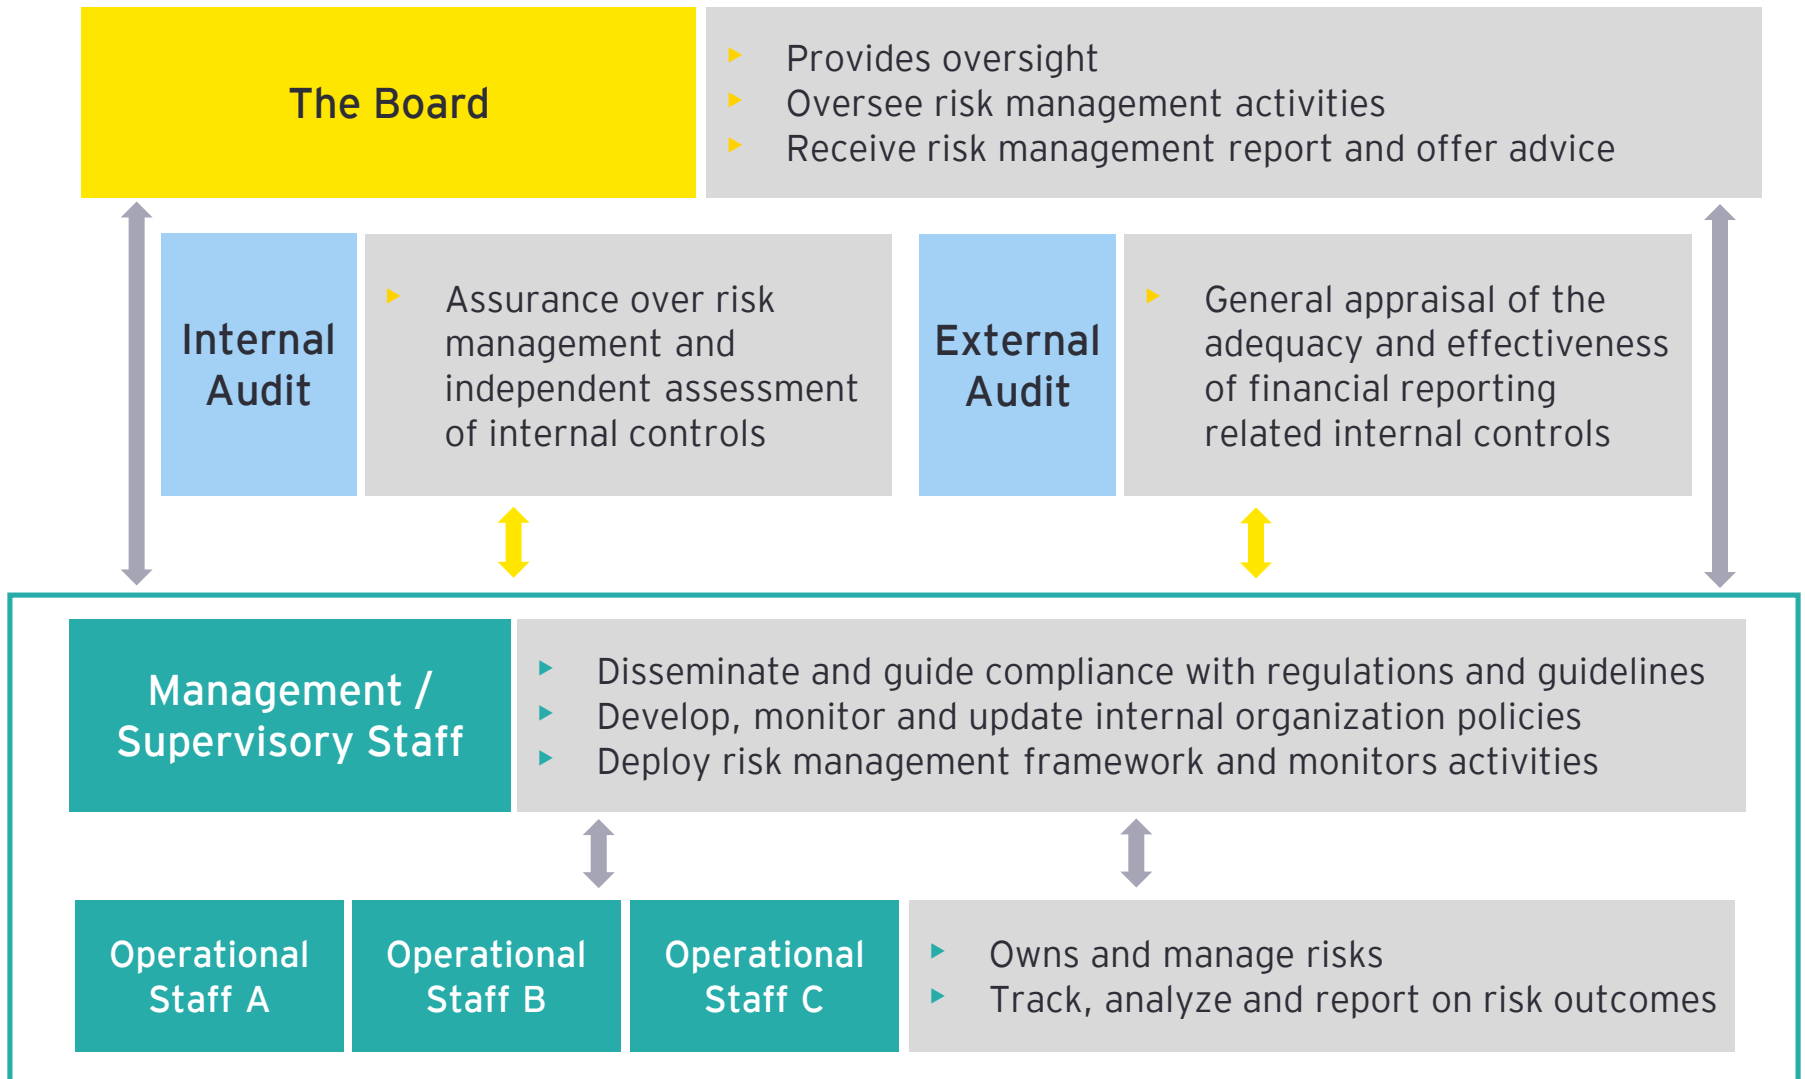 The Board
Provides oversight
Oversee risk management activities
Receive risk management report and offer advice
Internal
Audit
Assurance over risk
management and
independent assessment
of internal controls
External
Audit
General appraisal of the
adequacy and effectiveness
of financial reporting
related internal controls
Management /
Supervisory Staff
Disseminate and guide compliance with regulations and guidelines
Develop, monitor and update internal organization policies
Deploy risk management framework and monitors activities
Operational
Staff A
Operational
Staff B
Operational
Staff C
Owns and manage risks
Track, analyze and report on risk outcomes